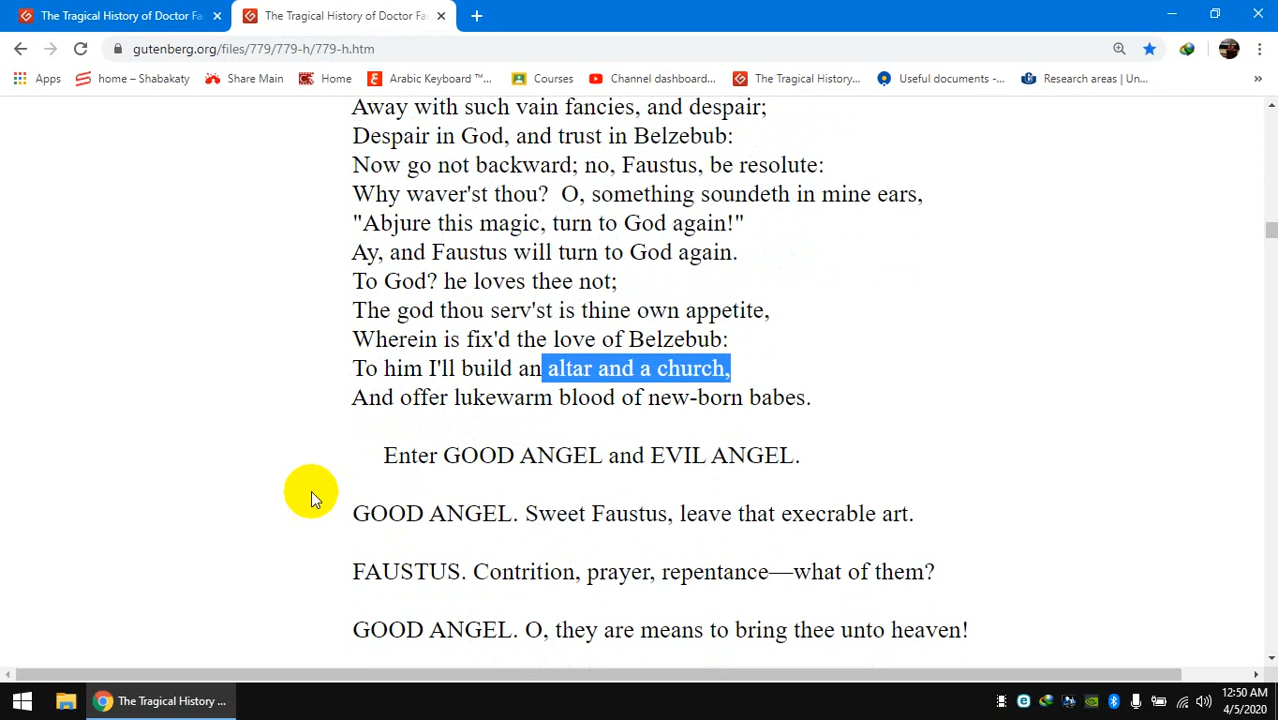 The Tragical History of Doctor Fa
The Tragical History of Doctor Fa
gutenberg.org/files/779/779-h/779-h.htm
Apps
home – Shabakaty
Share Main
Home
Arabic Keyboard ™...
Courses
Channel dashboard...
The Tragical History...
Useful documents -...
Research areas | Un...
Away with such vain fancies, and despair;
Despair in God, and trust in Belzebub:
Now go not backward; no, Faustus, be resolute:
Why waver'st thou?  O, something soundeth in mine ears,
"Abjure this magic, turn to God again!"
Ay, and Faustus will turn to God again.
To God? he loves thee not;
The god thou serv'st is thine own appetite,
Wherein is fix'd the love of Belzebub:
To him I'll build an altar and a church,
And offer lukewarm blood of new-born babes.
Enter GOOD ANGEL and EVIL ANGEL.
GOOD ANGEL. Sweet Faustus, leave that execrable art.
FAUSTUS. Contrition, prayer, repentance—what of them?
GOOD ANGEL. O, they are means to bring thee unto heaven!
The Tragical History ...
12:50 AM
4/5/2020